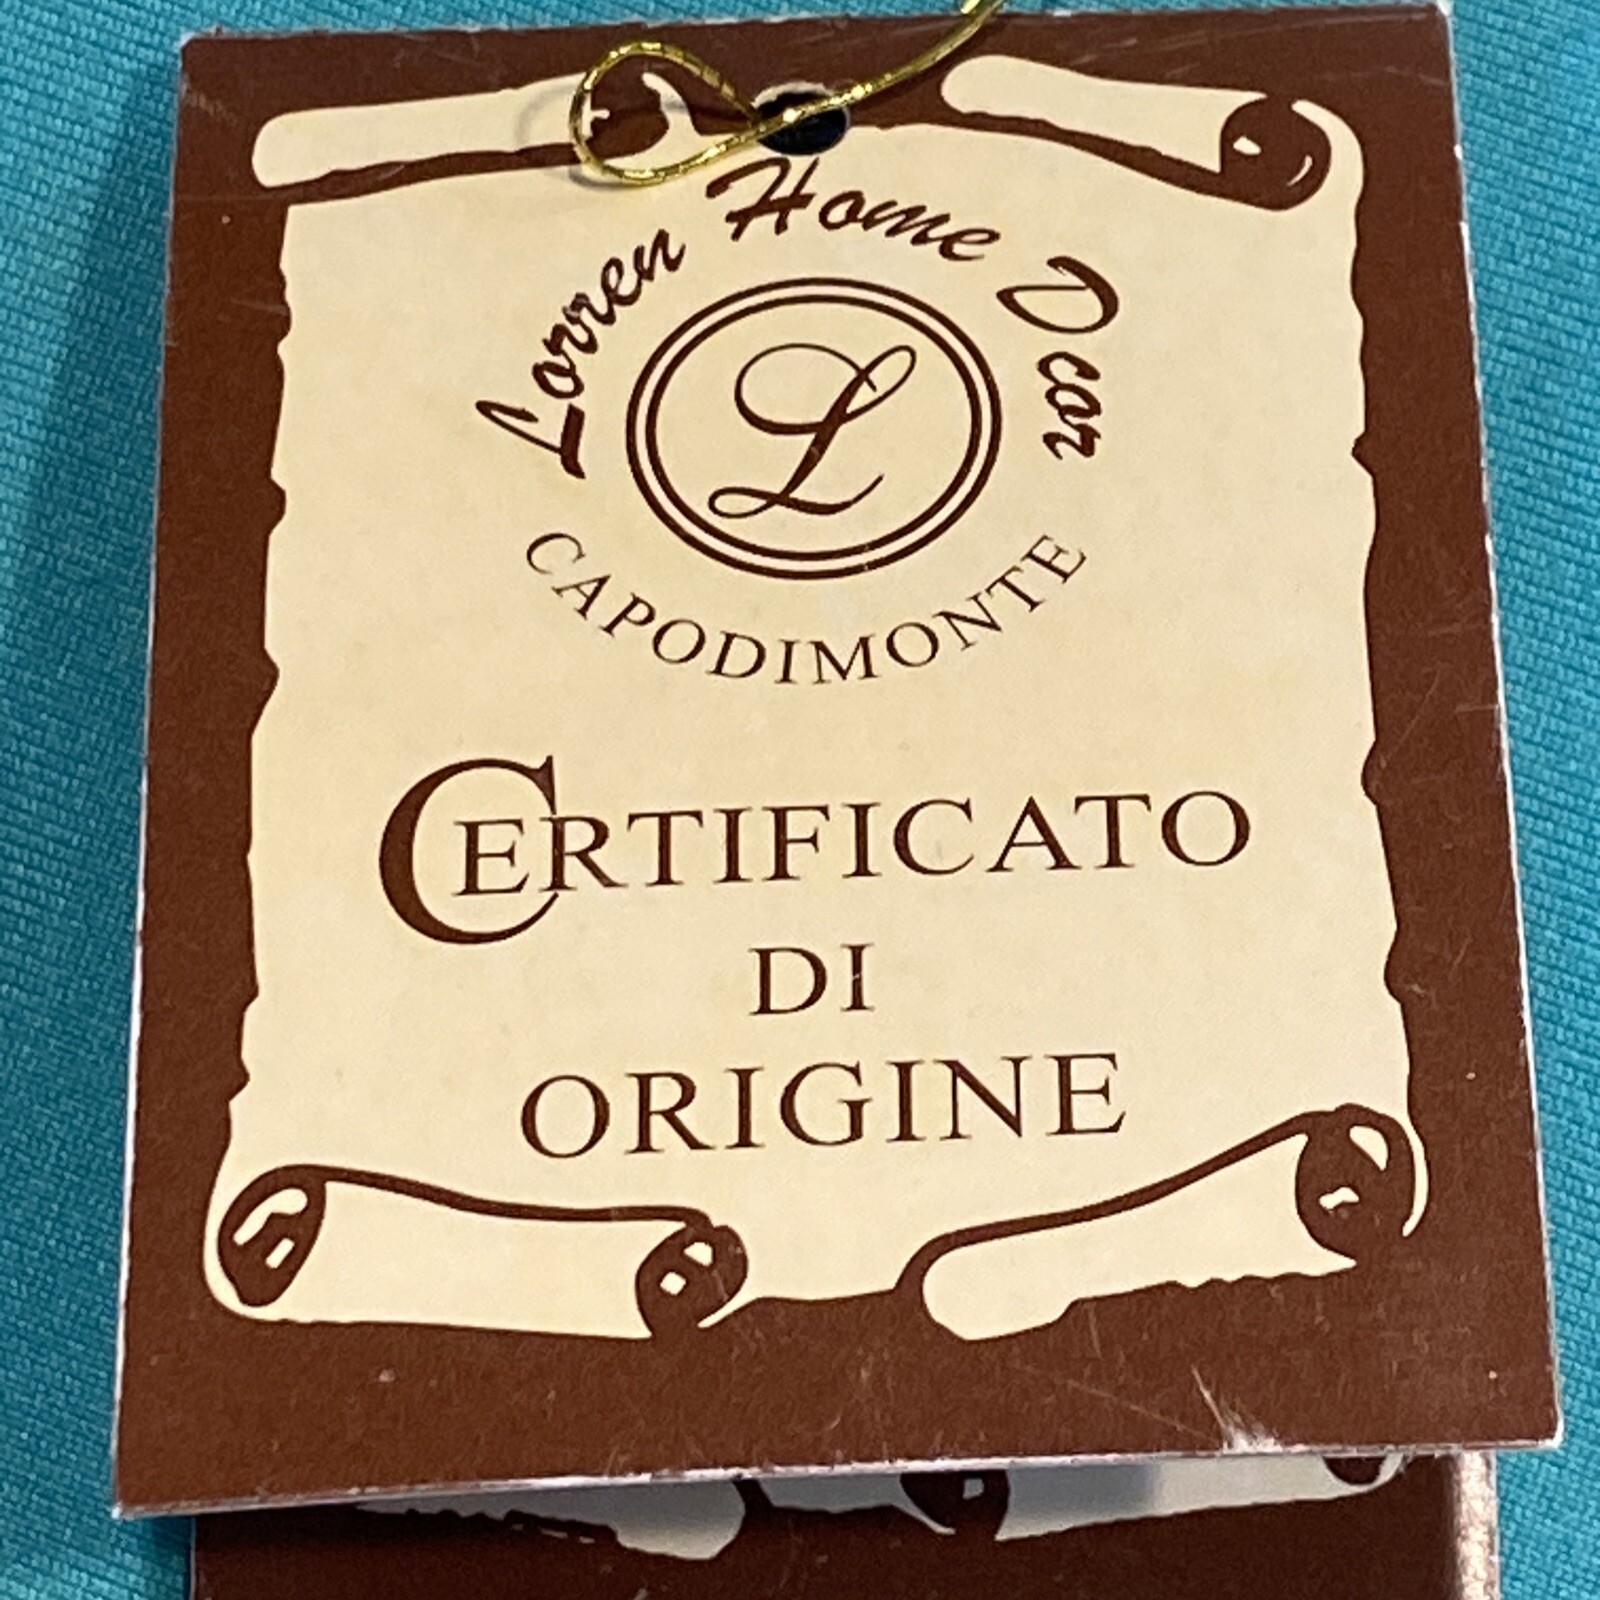 Lorren Home Dcor
L
CAPODIMONTE
CERTIFICATO
DI
ORIGINE